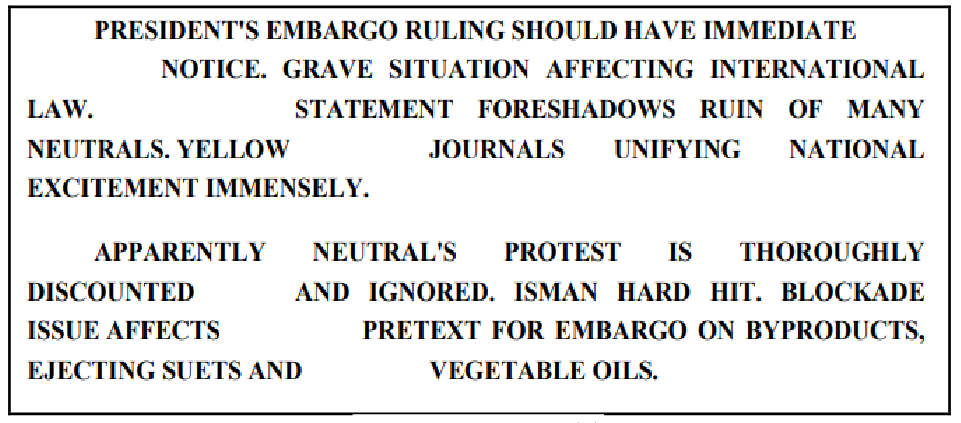 PRESIDENT'S EMBARGO RULING SHOULD HAVE IMMEDIATE
NOTICE. GRAVE SITUATION AFFECTING INTERNATIONAL
LAW. STATEMENT FORESHADOWS RUIN OF MANY
NEUTRALS. YELLOW JOURNALS UNIFYING NATIONAL
EXCITEMENT IMMENSELY.
APPARENTLY NEUTRAL'S PROTEST IS THOROUGHLY
DISCOUNTED AND IGNORED. ISMAN HARD HIT. BLOCKADE
ISSUE AFFECTS PRETEXT FOR EMBARGO ON BYPRODUCTS,
EJECTING SUETS AND VEGETABLE OILS.